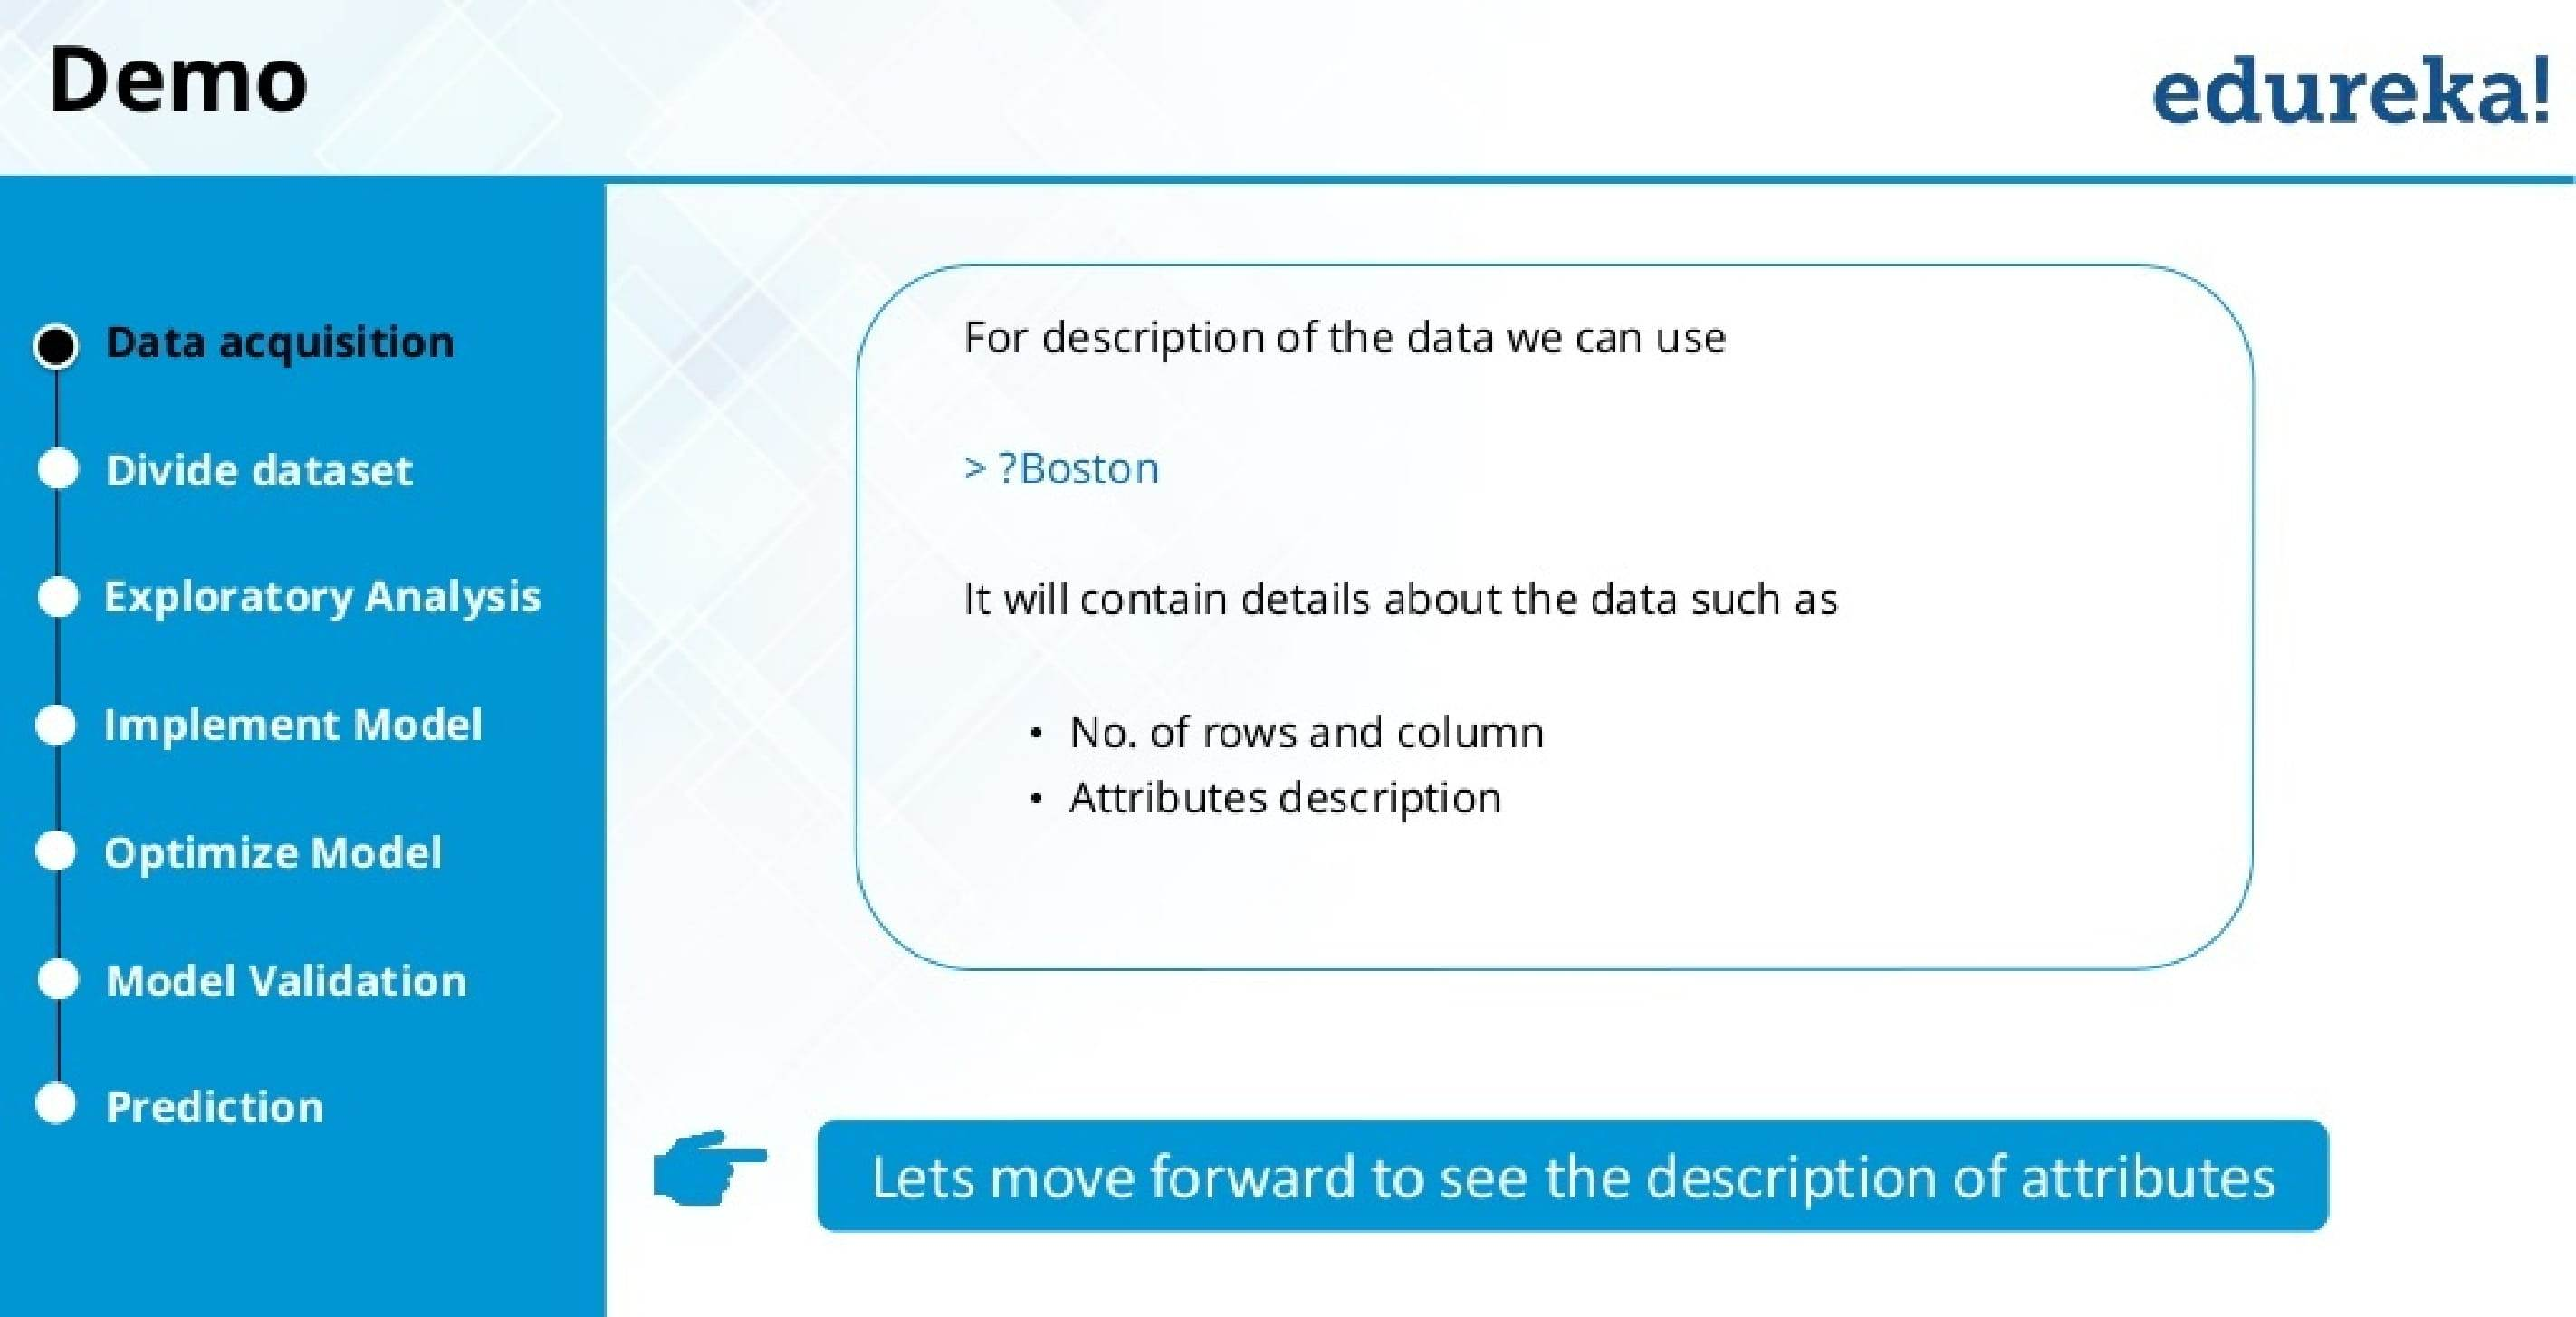 Demo
edureka!
Data acquisition
Divide dataset
Exploratory Analysis
Implement Model
Optimize Model
Model Validation
Prediction
For description of the data we can use
> ?Boston
It will contain details about the data such as
• No. of rows and column
• Attributes description
Lets move forward to see the description of attributes